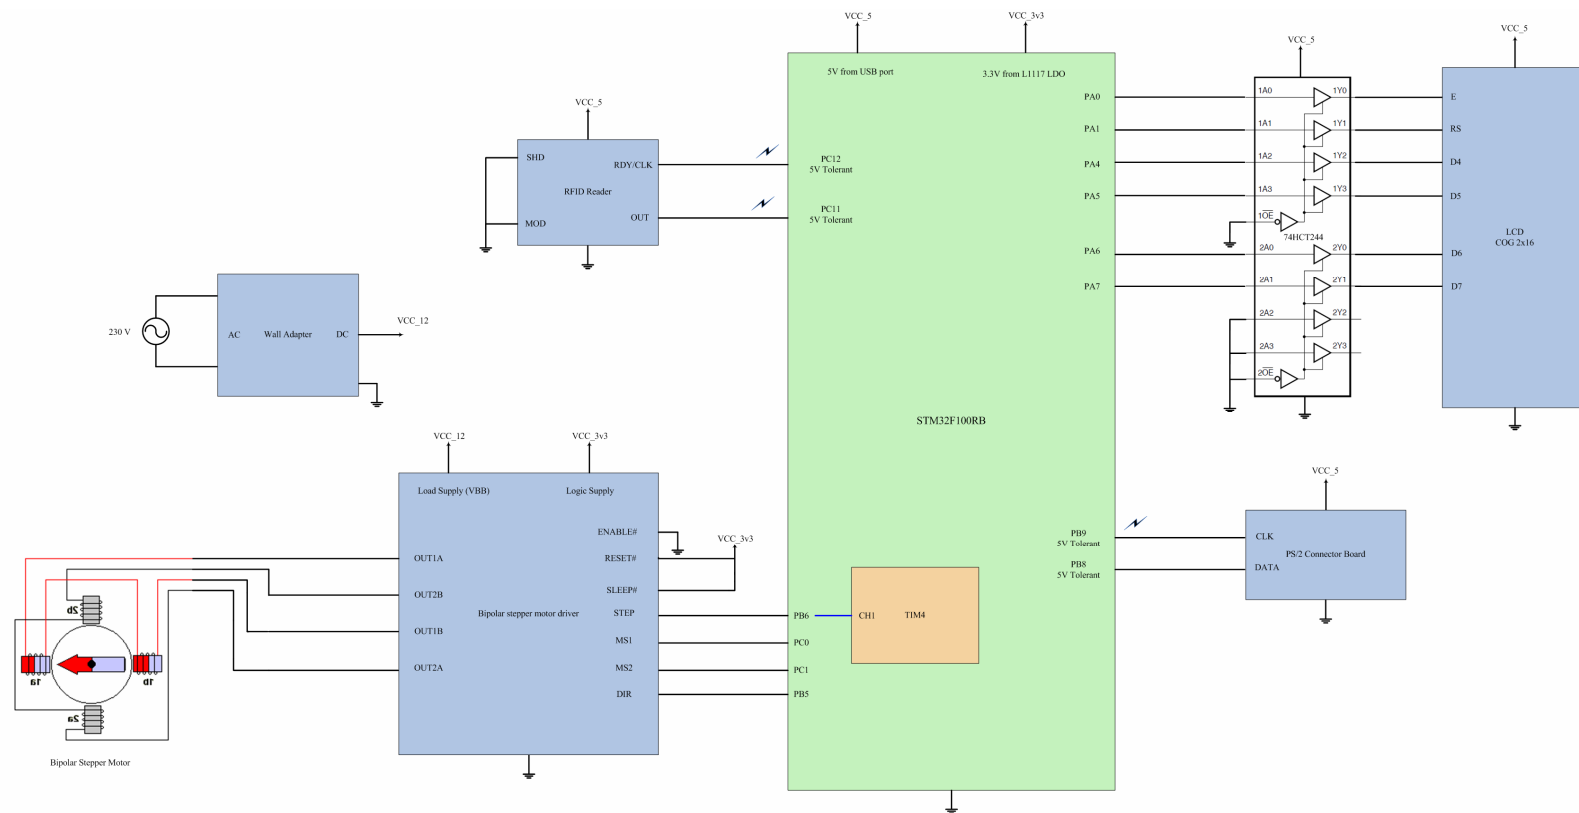 VCC_5
VCC_3v3
5V from USB port
3.3V from L1117 LDO
PA0
PA1
PA4
PA5
PA6
PA7
PC12
5V Tolerant
PC11
5V Tolerant
STM32F100RB
PB9
5V Tolerant
PB8
5V Tolerant
PB6
CH1
TIM4
PC0
PC1
PB5
VCC_5
SHD
RDY/CLK
RFID Reader
MOD
OUT
230 V
AC
Wall Adapter
DC
VCC_12
VCC_12
VCC_3v3
Load Supply (VBB)
Logic Supply
ENABLE#
VCC_3v3
OUT1A
RESET#
OUT2B
SLEEP#
Bipolar stepper motor driver
STEP
OUT1B
MS1
OUT2A
MS2
DIR
2b
1a
1b
2a
Bipolar Stepper Motor
VCC_5
1A0
1Y0
1A1
1Y1
1A2
1Y2
1A3
1Y3
1OE
74HCT244
2A0
2Y0
2A1
2Y1
2A2
2Y2
2A3
2Y3
2OE
VCC_5
E
RS
D4
D5
LCD
COG 2x16
D6
D7
VCC_5
CLK
PS/2 Connector Board
DATA